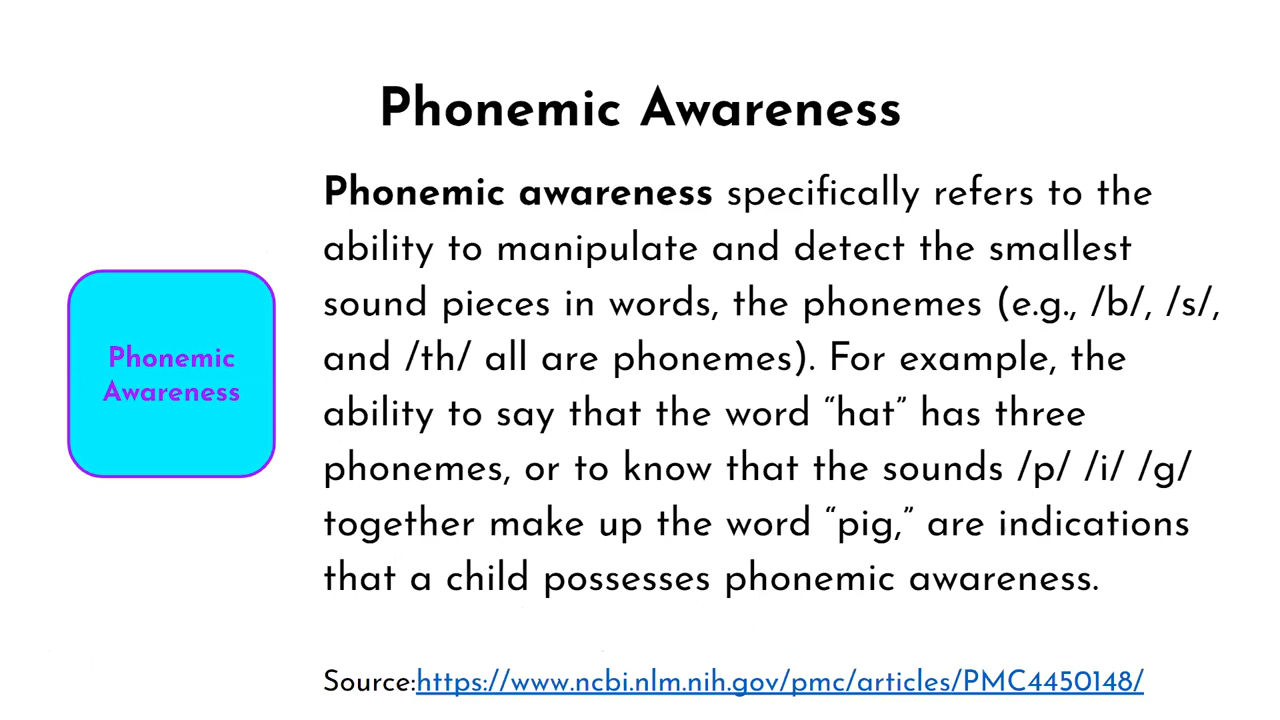 Phonemic Awareness
Phonemic awareness specifically refers to the
ability to manipulate and detect the smallest
sound pieces in words, the phonemes (e.g., /b/, /s/,
and /th/ all are phonemes). For example, the
ability to say that the word “hat” has three
phonemes, or to know that the sounds /p/ /i/ /g/
together make up the word “pig,” are indications
that a child possesses phonemic awareness.
Phonemic
Awareness
Source:https://www.ncbi.nlm.nih.gov/pmc/articles/PMC4450148/